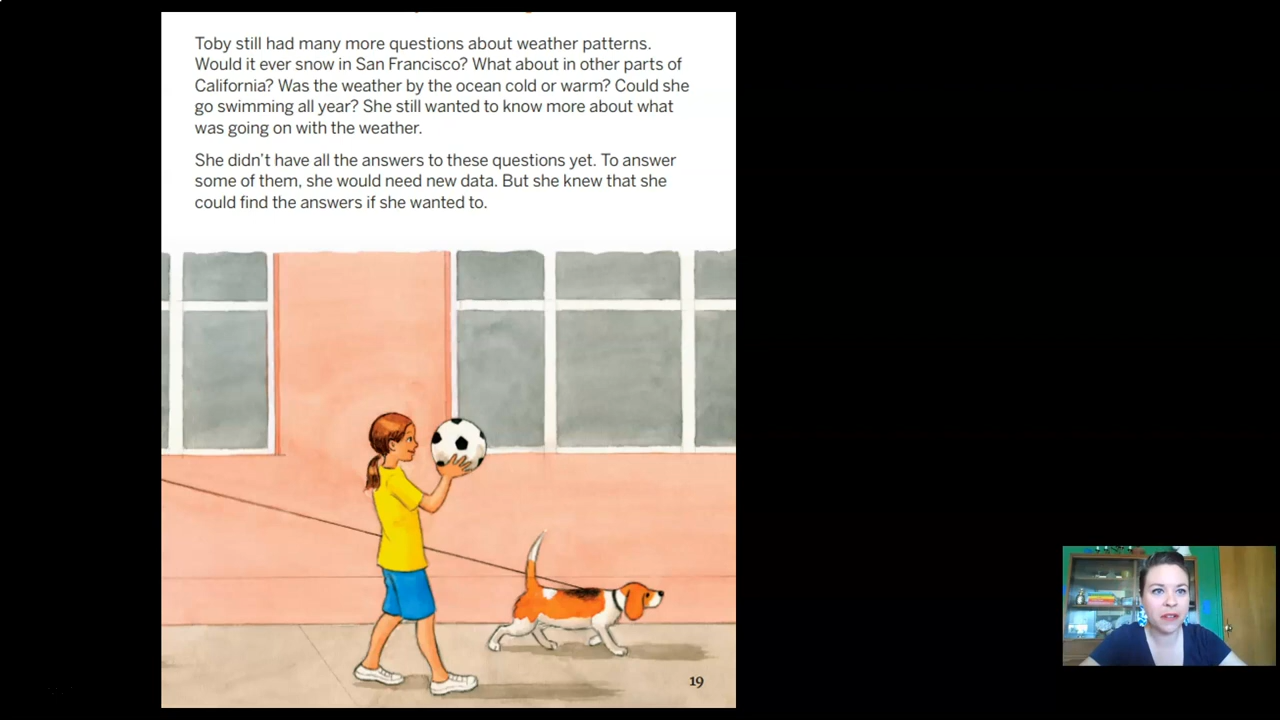 Toby still had many more questions about weather patterns.
Would it ever snow in San Francisco? What about in other parts of
California? Was the weather by the ocean cold or warm? Could she
go swimming all year? She still wanted to know more about what
was going on with the weather.
She didn't have all the answers to these questions yet. To answer
some of them, she would need new data. But she knew that she
could find the answers if she wanted to.
19